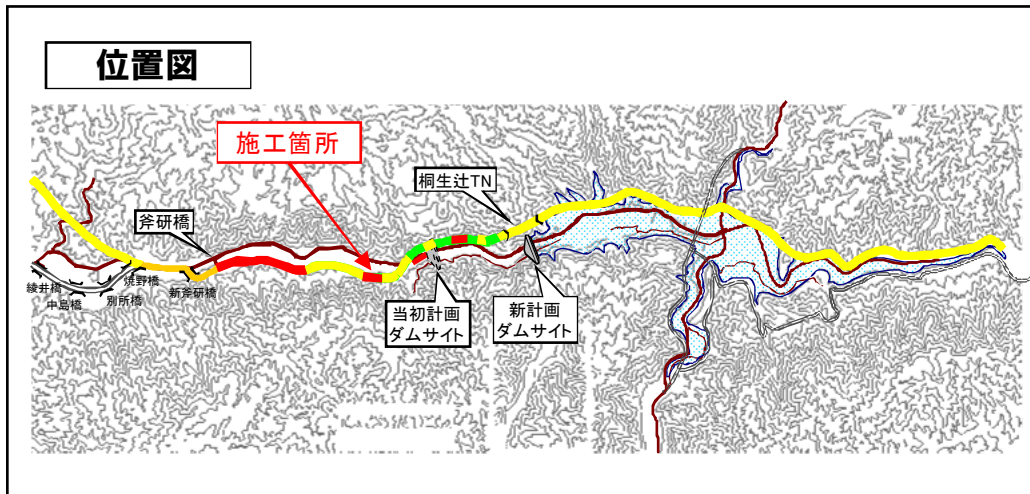 位置図
施工箇所
桐生辻TN
斧研橋
綾井橋
中島橋
別所橋
焼野橋
新斧研橋
当初計画
ダムサイト
新計画
ダムサイト